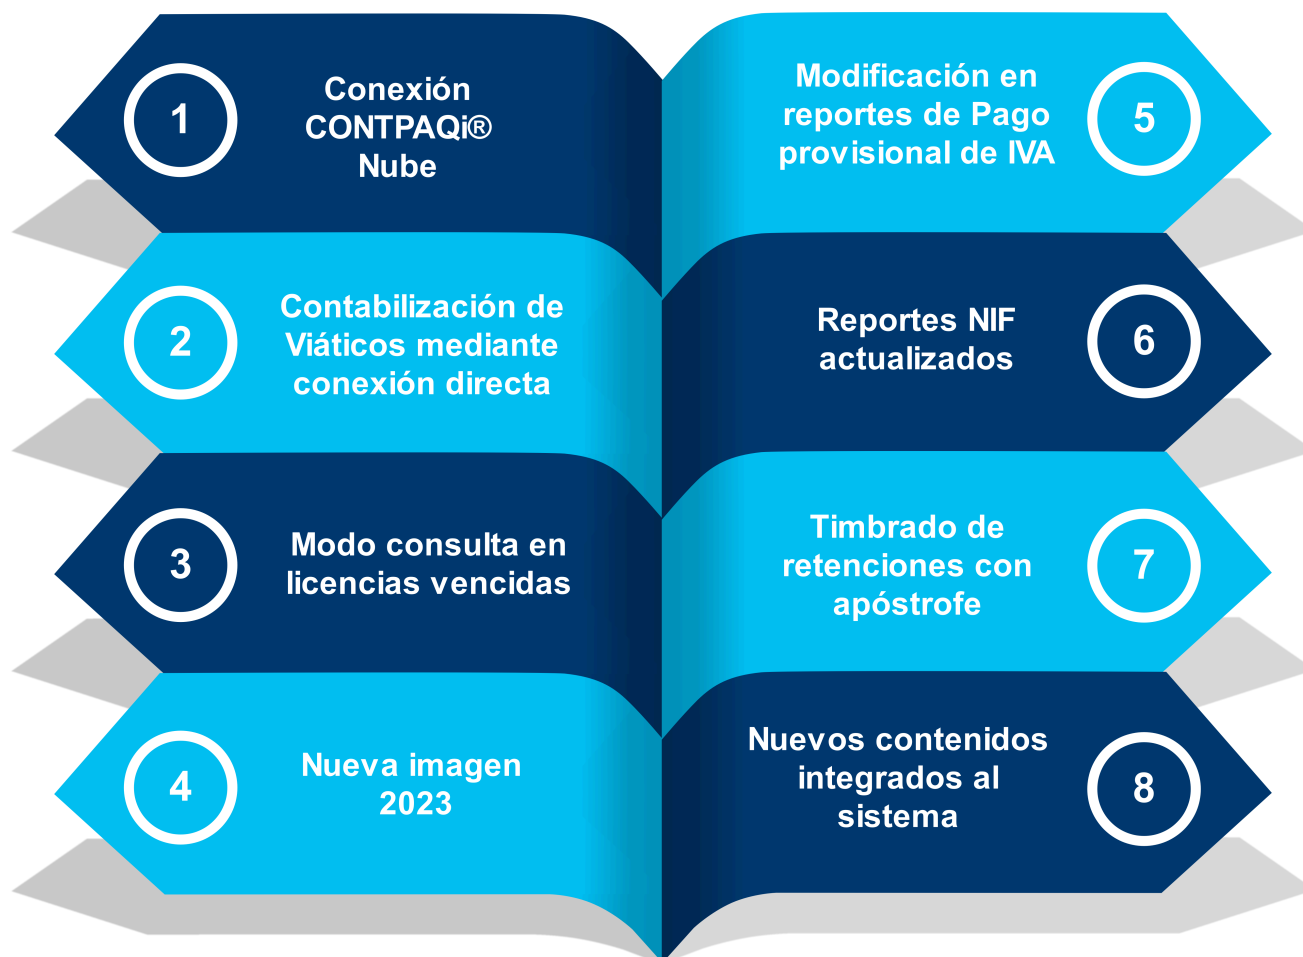 1
Conexión
CONTPAQi®
Nube
2
Contabilización de
Viáticos mediante
conexión directa
3
Modo consulta en
licencias vencidas
4
Nueva imagen
2023
Modificación en
reportes de Pago
provisional de IVA
5
Reportes NIF
actualizados
6
Timbrado de
retenciones con
apóstrofe
7
Nuevos contenidos
integrados al
sistema
8